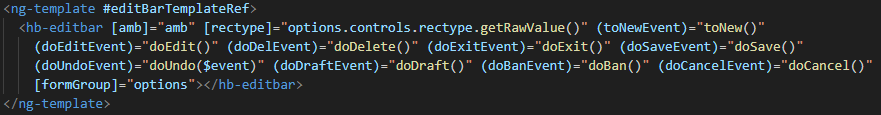 <ng-template #editBarTemplateRef>
<hb-editbar [amb]="amb" [rectype]="options.controls.rectype.getRawValue()" (toNewEvent)="toNew()"
(doEditEvent)="doEdit()" (doDelEvent)="doDelete()" (doExitEvent)="doExit()" (doSaveEvent)="doSave()"
(doUndoEvent)="doUndo($event)" (doDraftEvent)="doDraft()" (doBanEvent)="doBan()" (doCancelEvent)="doCancel()"
[formGroup]="options"></hb-editbar>
</ng-template>